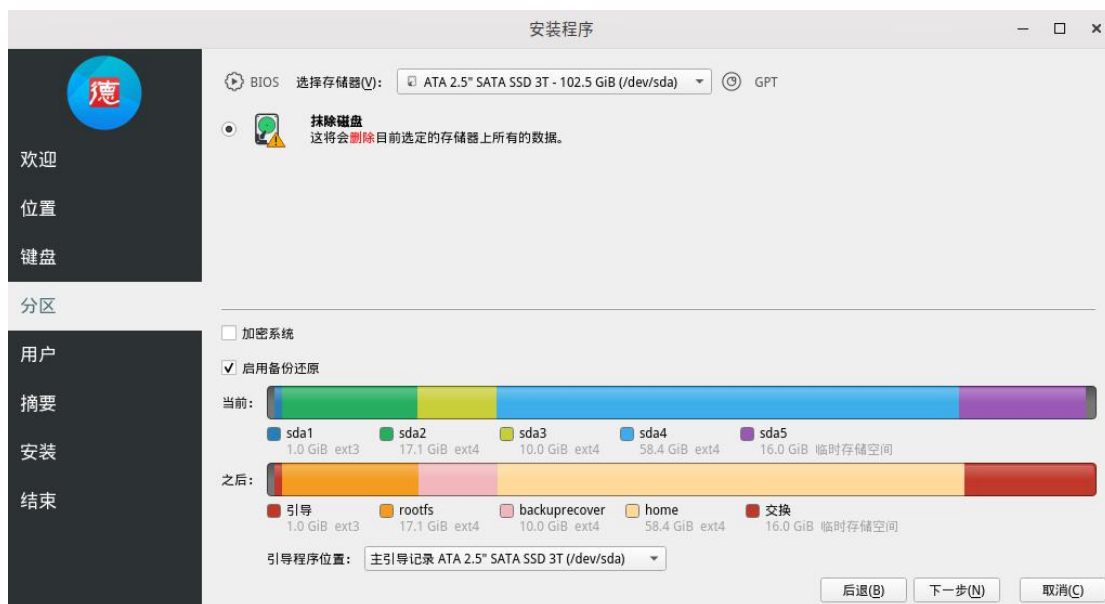 安装程序
德
BIOS 选择存储器(V): ATA 2.5" SATA SSD 3T - 102.5 GiB (/dev/sda) GPT
抹除磁盘
这将会删除目前选定的存储器上所有的数据。
欢迎
位置
键盘
分区
用户
摘要
安装
结束
加密系统
启用备份还原
当前:
sda1 sda2 sda3 sda4 sda5
1.0 GiB ext3 17.1 GiB ext4 10.0 GiB ext4 58.4 GiB ext4 16.0 GiB 临时存储空间
之后:
引导 rootfs backuprecover home 交换
1.0 GiB ext3 17.1 GiB ext4 10.0 GiB ext4 58.4 GiB ext4 16.0 GiB 临时存储空间
引导程序位置: 主引导记录 ATA 2.5" SATA SSD 3T (/dev/sda)
后退(B) 下一步(N) 取消(C)